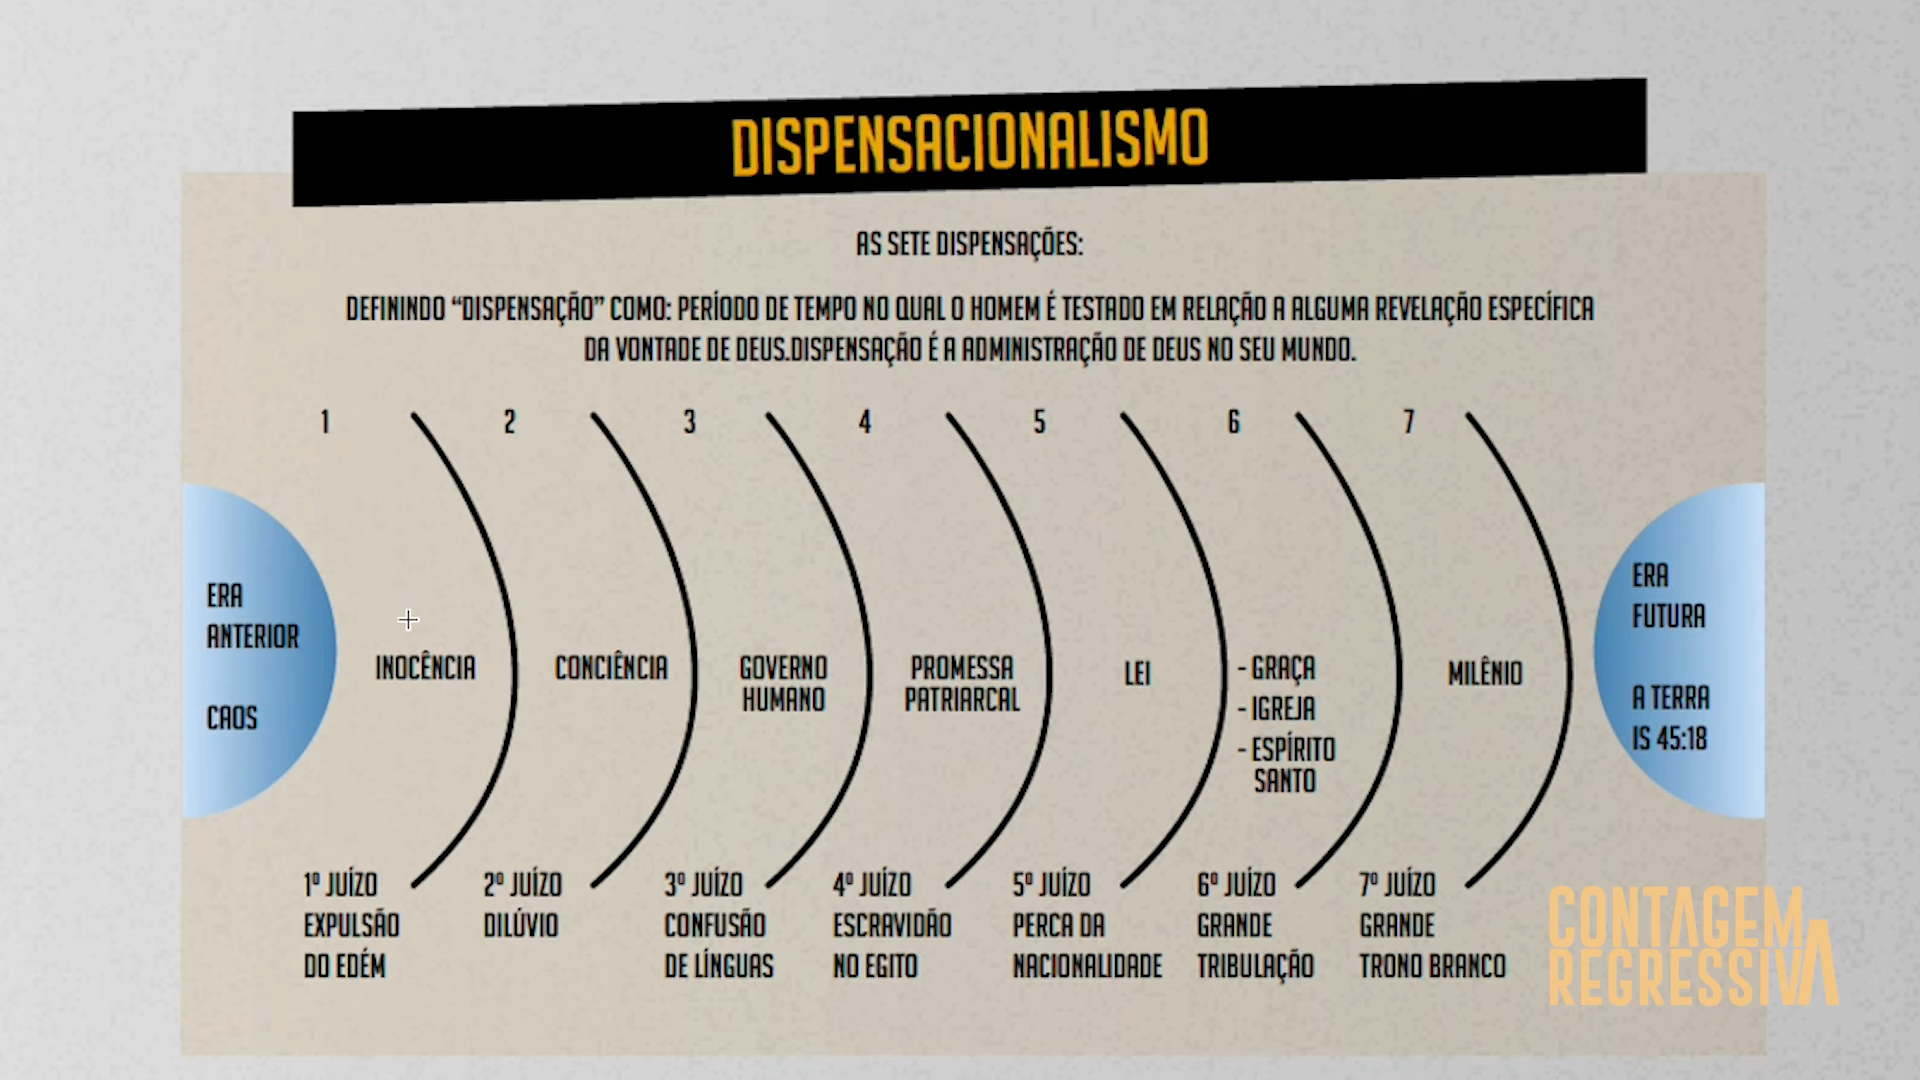 DISPENSACIONALISMO
AS SETE DISPENSAÇÕES:
DEFININDO “DISPENSAÇÃO” COMO: PERÍODO DE TEMPO NO QUAL O HOMEM É TESTADO EM RELAÇÃO A ALGUMA REVELAÇÃO ESPECÍFICA
DA VONTADE DE DEUS.DISPENSAÇÃO É A ADMINISTRAÇÃO DE DEUS NO SEU MUNDO.
1
2
3
4
5
6
7
ERA
ANTERIOR
CAOS
INOCÊNCIA
CONCIÊNCIA
GOVERNO
HUMANO
PROMESSA
PATRIARCAL
LEI
- GRAÇA
- IGREJA
- ESPÍRITO
SANTO
MILÊNIO
ERA
FUTURA
A TERRA
IS 45:18
1º JUÍZO
EXPULSÃO
DO EDÉM
2º JUÍZO
DILÚVIO
3º JUÍZO
CONFUSÃO
DE LÍNGUAS
4º JUÍZO
ESCRAVIDÃO
NO EGITO
5º JUÍZO
PERCA DA
NACIONALIDADE
6º JUÍZO
GRANDE
TRIBULAÇÃO
7º JUÍZO
GRANDE
TRONO BRANCO
CONTAGEM
REGRESSIVA